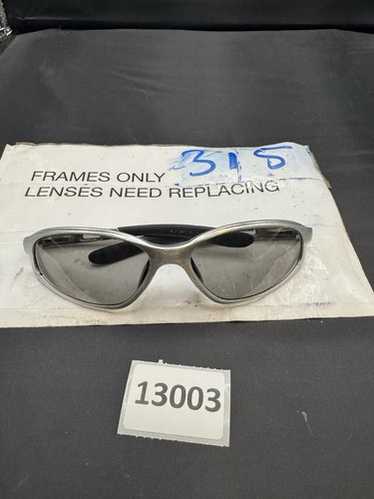 318
FRAMES ONLY
LENSES NEED REPLACING
13003